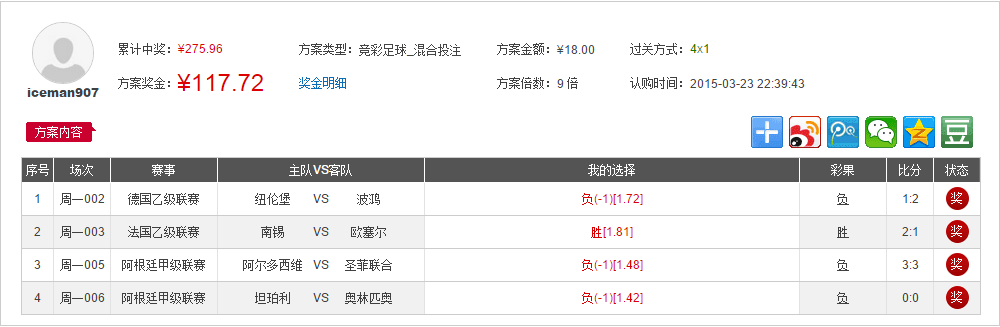 累计中奖：¥275.96 方案类型：竞彩足球_混合投注 方案金额：¥18.00 过关方式：4x1
方案奖金：¥117.72 奖金明细 方案倍数：9 倍 认购时间：2015-03-23 22:39:43
iceman907
方案内容
豆
序号 场次 赛事 主队VS客队 我的选择 彩果 比分 状态
1 周一002 德国乙级联赛 纽伦堡 VS 波鸿 负(-1)[1.72] 负 1:2 奖
2 周一003 法国乙级联赛 南锡 VS 欧塞尔 胜[1.81] 胜 2:1 奖
3 周一005 阿根廷甲级联赛 阿尔多西维 VS 圣菲联合 负(-1)[1.48] 负 3:3 奖
4 周一006 阿根廷甲级联赛 坦珀利 VS 奥林匹奥 负(-1)[1.42] 负 0:0 奖